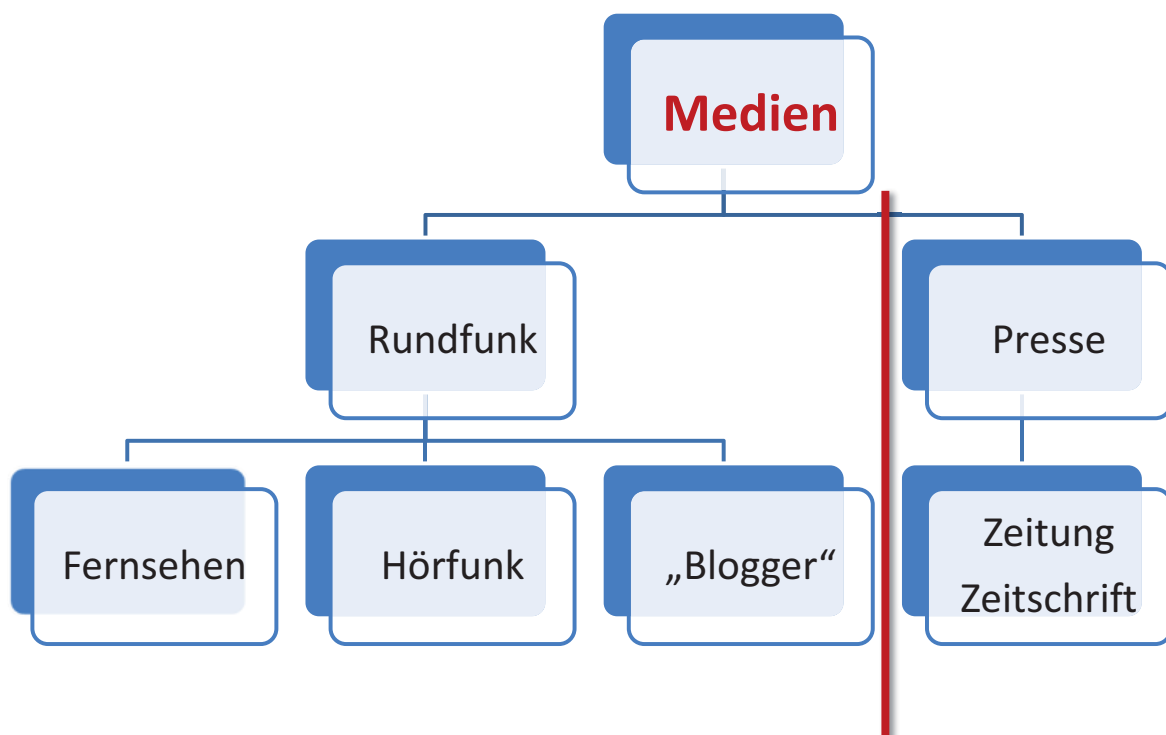 Medien
Rundfunk
Presse
Fernsehen
Hörfunk
„Blogger“
Zeitung
Zeitschrift